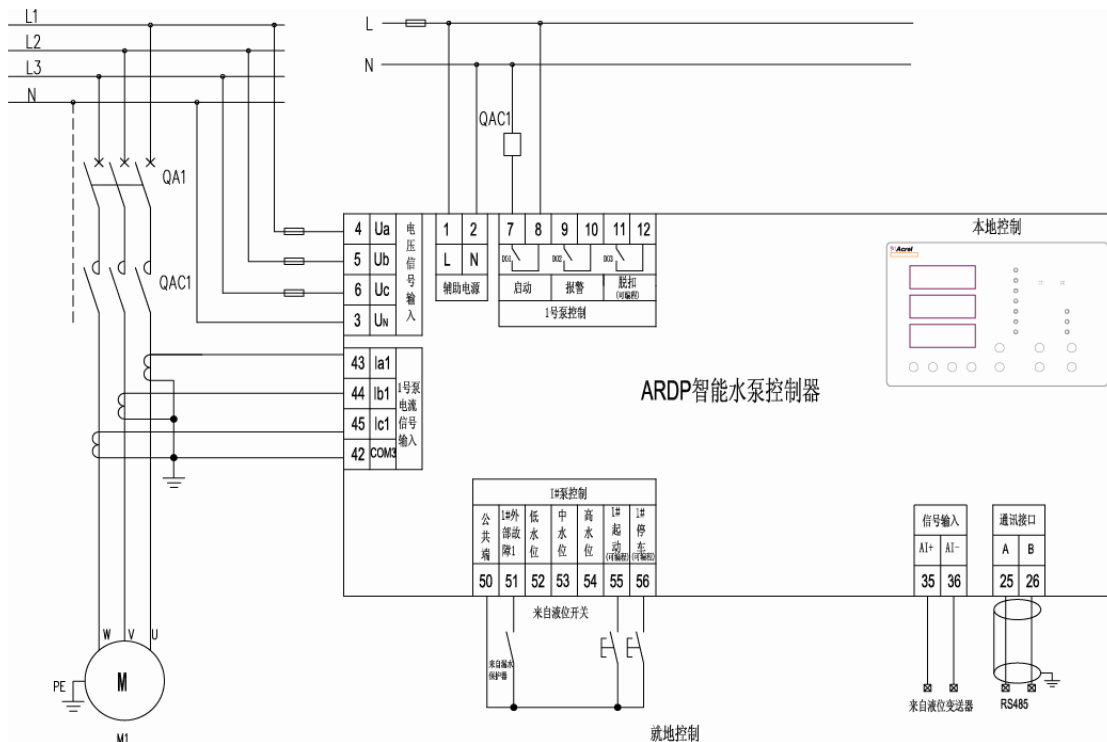 L1
L2
L3
N
L
N
QAC1
QA1
QAC1
本地控制
Acrel
4 Ua
5 Ub
6 Uc
3 UN
电压信号输入
1 2
L N
辅助电源
7 8 9 10 11 12
DO1 DO2 DO3
启动 报警 脱扣
(可编程)
1号泵控制
43 Ia1
44 Ib1
45 Ic1
42 COM3
1号泵
电流
信号
输入
ARDP智能水泵控制器
1#泵控制
公共端
1#外部故障1
低水位
中水位
高水位
1#起动(可编程)
1#停车(可编程)
50 51 52 53 54 55 56
来自液位开关
来自漏水
保护器
就地控制
信号输入
AI+ AI-
35 36
来自液位变送器
通讯接口
A B
25 26
RS485
W V U
M
PE
M1